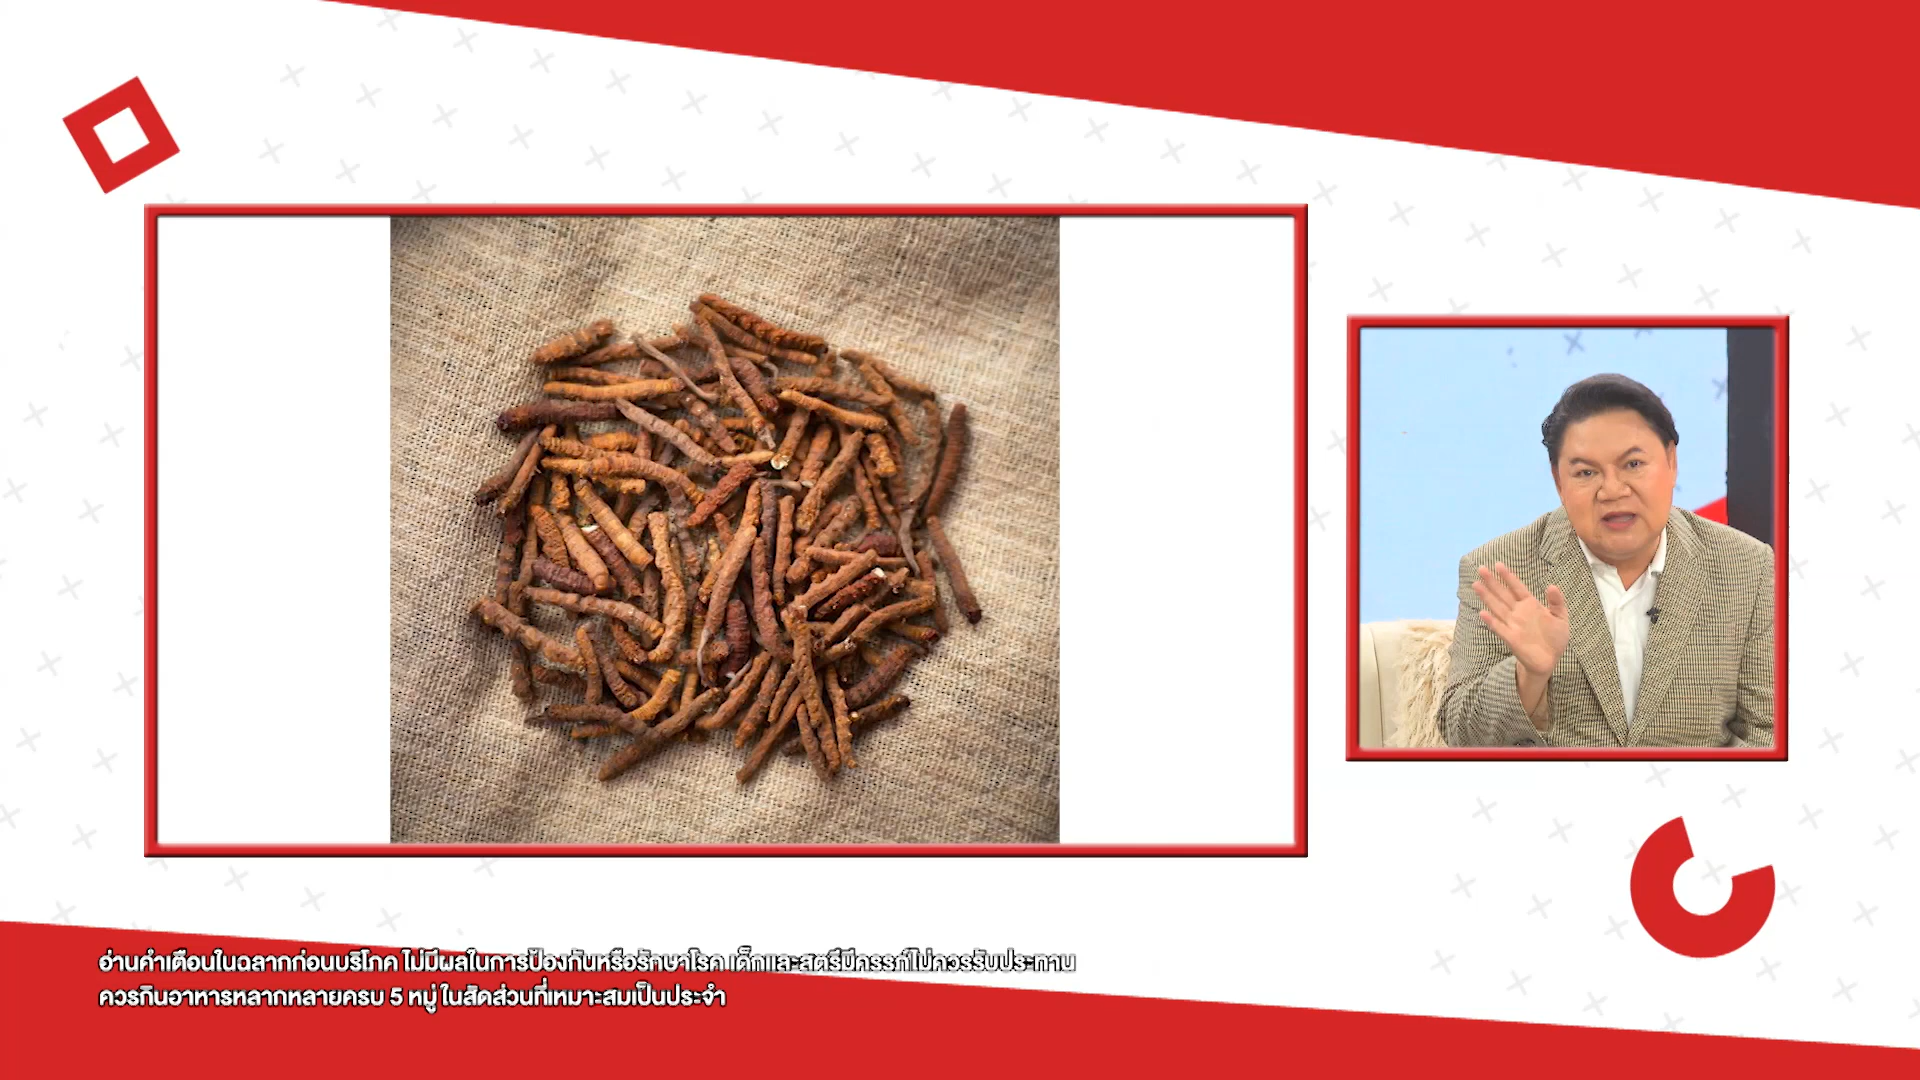 อ่านคำเตือนในฉลากก่อนบริโภค ไม่มีผลในการป้องกันหรือรักษาโรค เด็กและสตรีมีครรภ์ไม่ควรรับประทาน
ควรกินอาหารหลากหลายครบ 5 หมู่ ในสัดส่วนที่เหมาะสมเป็นประจำ